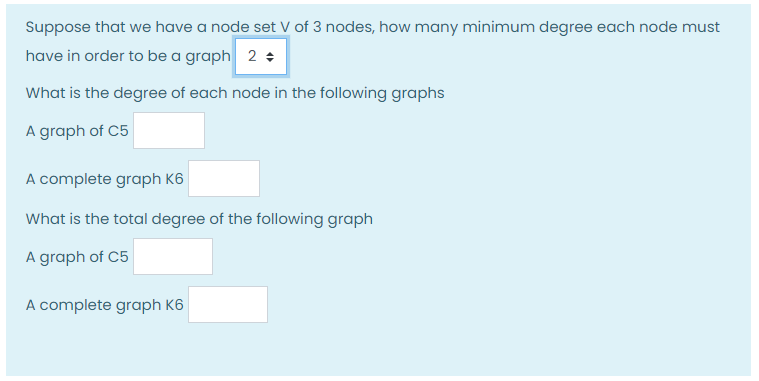 Suppose that we have a node set V of 3 nodes, how many minimum degree each node must
have in order to be a graph 2
What is the degree of each node in the following graphs
A graph of C5
A complete graph K6
What is the total degree of the following graph
A graph of C5
A complete graph K6